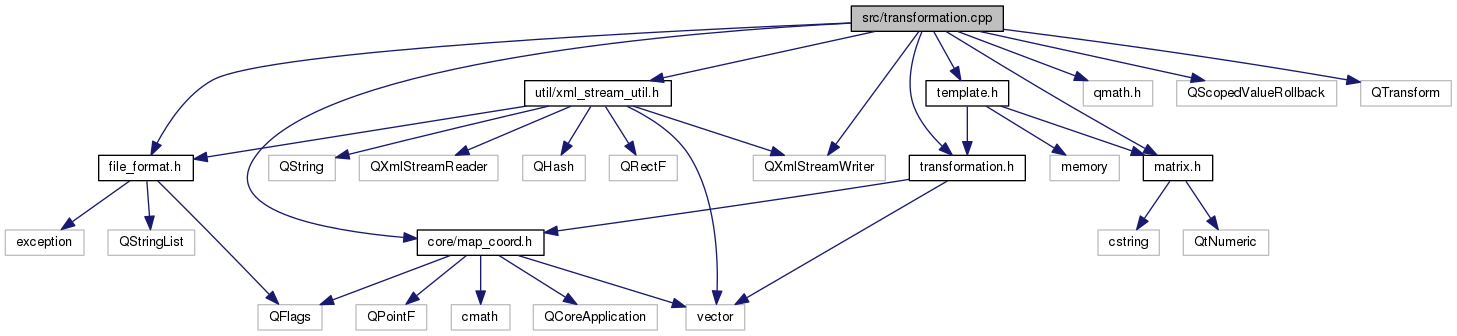 src/transformation.cpp
util/xml_stream_util.h
template.h
qmath.h
QScopedValueRollback
QTransform
file_format.h
QString
QXmlStreamReader
QHash
QRectF
QXmlStreamWriter
transformation.h
memory
matrix.h
exception
QStringList
core/map_coord.h
cstring
QtNumeric
QFlags
QPointF
cmath
QCoreApplication
vector